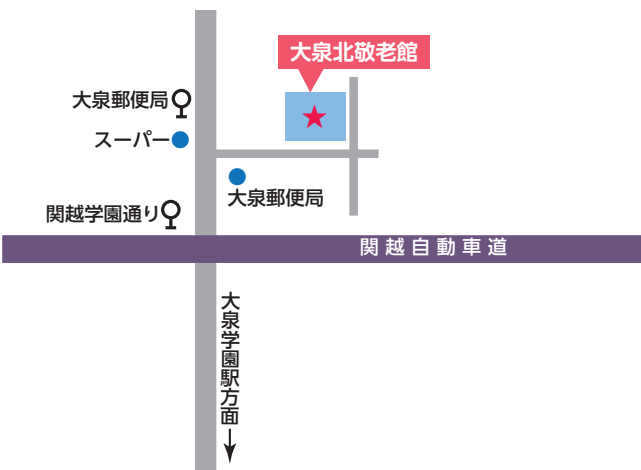 大泉北敬老館
大泉郵便局
スーパー
大泉郵便局
関越学園通り
関越自動車道
大泉学園駅方面